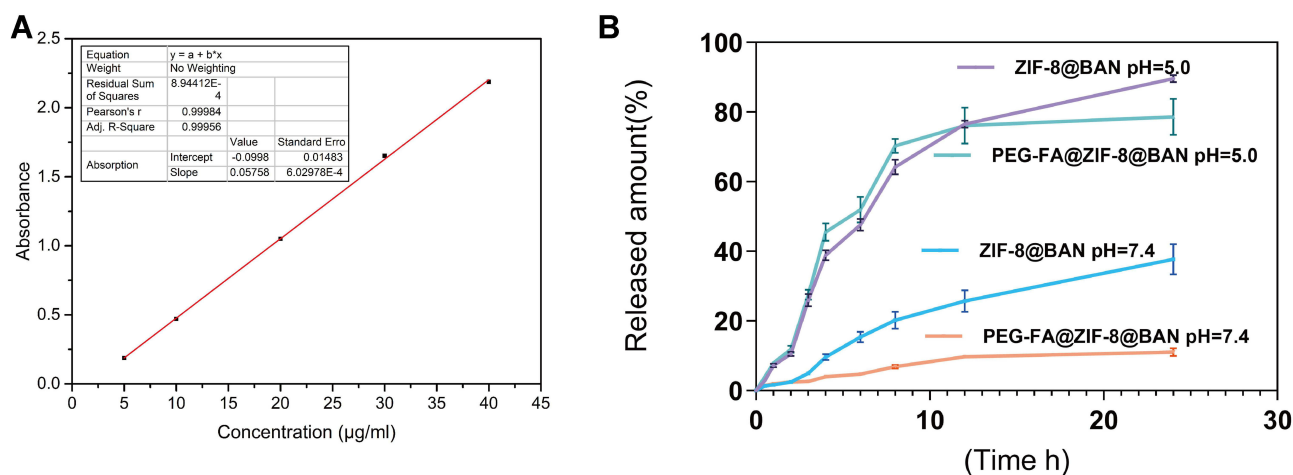 A
2.5
2.0
1.5
1.0
0.5
0.0
Absorbance
0 5 10 15 20 25 30 35 40 45
Concentration (µg/ml)
Equation y = a + b*x
Weight No Weighting
Residual Sum 8.94412E-
of Squares 4
Pearson's r 0.99984
Adj. R-Square 0.99956
Value Standard Erro
Absorption
Intercept -0.0998 0.01483
Slope 0.05758 6.02978E-4
B
100
80
60
40
20
0
Released amount(%)
ZIF-8@BAN pH=5.0
PEG-FA@ZIF-8@BAN pH=5.0
ZIF-8@BAN pH=7.4
PEG-FA@ZIF-8@BAN pH=7.4
0 10 20 30
(Time h)